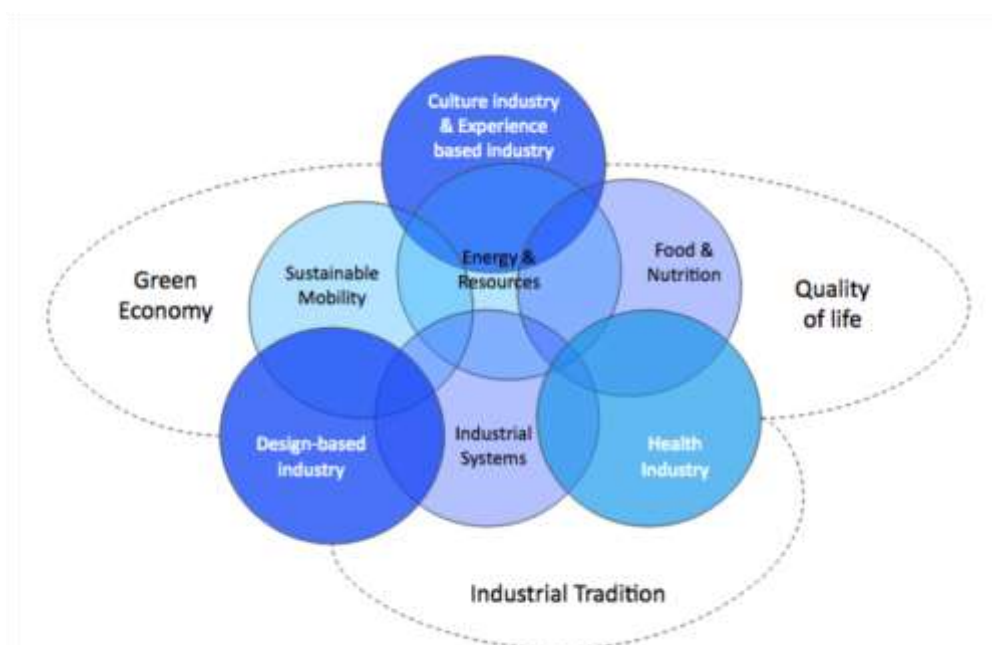 Culture industry
& Experience
based industry
Sustainable
Mobility
Energy &
Resources
Food &
Nutrition
Green
Economy
Quality
of life
Design-based
industry
Industrial
Systems
Health
Industry
Industrial Tradition